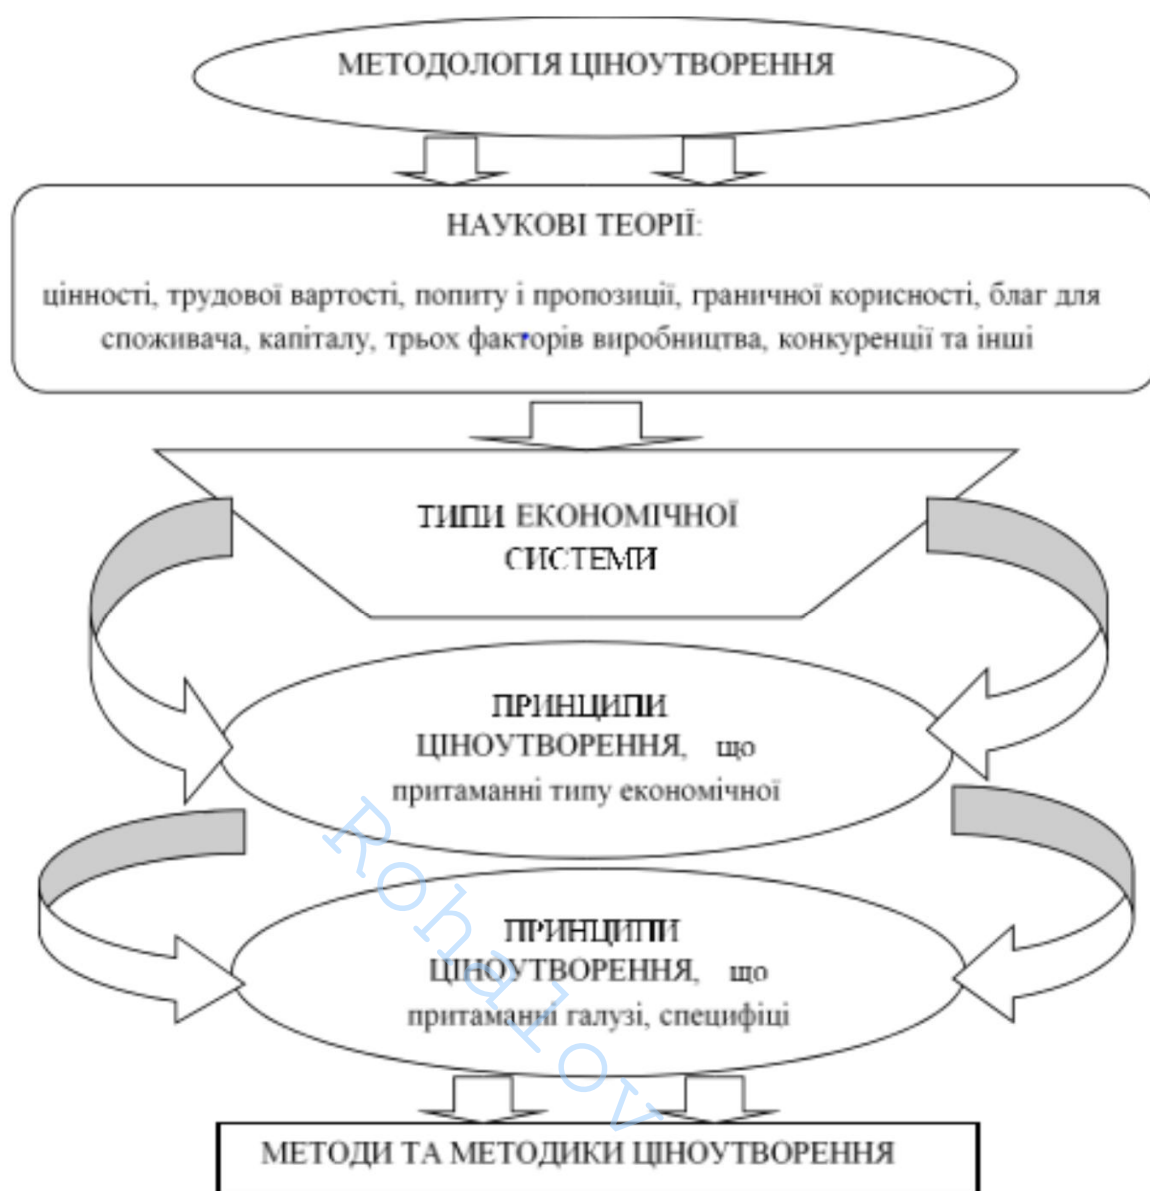 МЕТОДОЛОГІЯ ЦІНОУТВОРЕННЯ
НАУКОВІ ТЕОРІЇ:
цінності, трудової вартості, попиту і пропозиції, граничної корисності, благ для
споживача, капіталу, трьох факторів виробництва, конкуренції та інші
ТИПИ ЕКОНОМІЧНОЇ
СИСТЕМИ
ПРИНЦИПИ
ЦІНОУТВОРЕННЯ, що
притаманні типу економічної
ПРИНЦИПИ
ЦІНОУТВОРЕННЯ, що
притаманні галузі, специфіці
МЕТОДИ ТА МЕТОДИКИ ЦІНОУТВОРЕННЯ
Rohalov